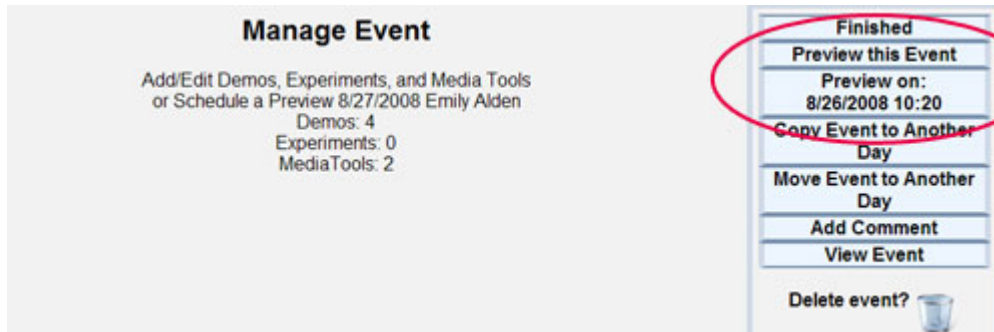 Manage Event
Add/Edit Demos, Experiments, and Media Tools
or Schedule a Preview 8/27/2008 Emily Alden
Demos: 4
Experiments: 0
MediaTools: 2
Finished
Preview this Event
Preview on:
8/26/2008 10:20
Copy Event to Another
Day
Move Event to Another
Day
Add Comment
View Event
Delete event?